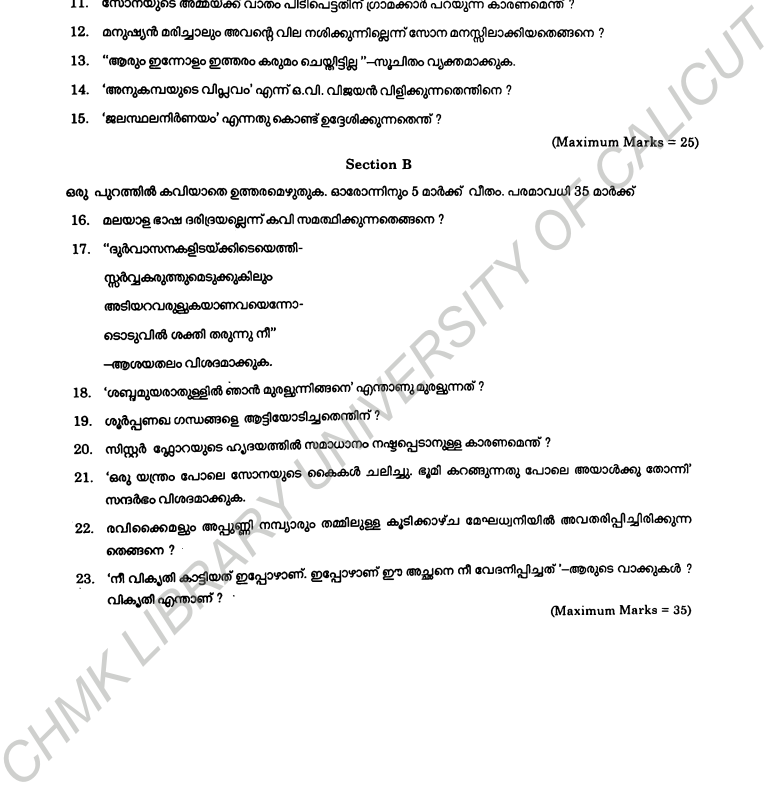 11. സോനയുടെ അമ്മയ്ക്ക് വാതം പിടിപെട്ടതിന് ഗ്രാമക്കാർ പറയുന്ന കാരണമെന്ത് ?
12. മനുഷ്യൻ മരിച്ചാലും അവന്റെ വില നശിക്കുന്നില്ലെന്ന് സോന മനസ്സിലാക്കിയതെങ്ങനെ ?
13. “ആരും ഇന്നോളം ഇത്തരം കരുമം ചെയ്തിട്ടില്ല ”–സൂചിതം വ്യക്തമാക്കുക.
14. ‘അനുകമ്പയുടെ വിപ്ലവം’ എന്ന് ഒ.വി. വിജയൻ വിളിക്കുന്നതെന്തിനെ ?
15. ‘ജലസ്ഥലനിർണയം’ എന്നതു കൊണ്ട് ഉദ്ദേശിക്കുന്നതെന്ത് ?
(Maximum Marks = 25)
Section B
ഒരു പുറത്തിൽ കവിയാതെ ഉത്തരമെഴുതുക. ഓരോന്നിനും 5 മാർക്ക് വീതം. പരമാവധി 35 മാർക്ക്
16. മലയാള ഭാഷ ദരിദ്രയല്ലെന്ന് കവി സമത്ഥിക്കുന്നതെങ്ങനെ ?
17. “ദുർവാസനകളിടയ്ക്കിടെയെത്തി-
സ്സർവ്വകരുത്തുമെടുക്കുകിലും
അടിയറവരുളുകയാണവയെന്നോ-
ടൊടുവിൽ ശക്തി തരുന്നു നീ”
–ആശയതലം വിശദമാക്കുക.
18. ‘ശബ്ദമുയരാതുള്ളിൽ ഞാൻ മുരളുന്നിങ്ങനെ’ എന്താണു മുരളുന്നത് ?
19. ശൂർപ്പണഖ ഗന്ധങ്ങളെ ആട്ടിയോടിച്ചതെന്തിന് ?
20. സിസ്റ്റർ ഫ്ലോറയുടെ ഹൃദയത്തിൽ സമാധാനം നഷ്ടപ്പെടാനുള്ള കാരണമെന്ത് ?
21. ‘ഒരു യന്ത്രം പോലെ സോനയുടെ കൈകൾ ചലിച്ചു. ഭൂമി കറങ്ങുന്നതു പോലെ അയാൾക്കു തോന്നി’
സന്ദർഭം വിശദമാക്കുക.
22. രവിക്കൈമളും അപ്പുണ്ണി നമ്പ്യാരും തമ്മിലുള്ള കൂടിക്കാഴ്ച മേഘധ്വനിയിൽ അവതരിപ്പിച്ചിരിക്കുന്ന
തെങ്ങനെ ?
23. ‘നീ വികൃതി കാട്ടിയത് ഇപ്പോഴാണ്. ഇപ്പോഴാണ് ഈ അച്ഛനെ നീ വേദനിപ്പിച്ചത് ’–ആരുടെ വാക്കുകൾ ?
വികൃതി എന്താണ് ?
(Maximum Marks = 35)
CHMK LIBRARY UNIVERSITY OF CALICUT